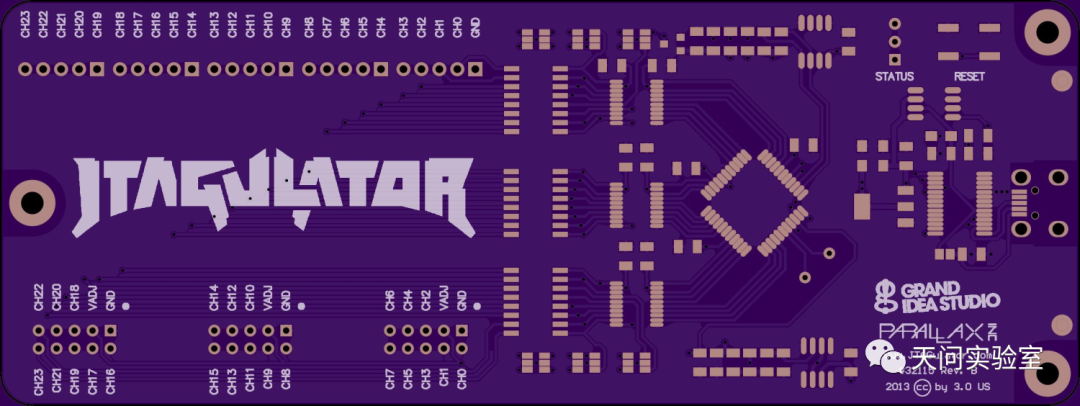 CH23 CH22 CH21 CH20 CH19 CH18 CH17 CH16 CH15 CH14 CH13 CH12 CH11 CH10 CH9 CH8 CH7 CH6 CH5 CH4 CH3 CH2 CH1 CH0 GND
STATUS RESET
JTAGULATOR
CH22 CH20 CH18 VADJ GND
CH14 CH12 CH10 VADJ GND
CH6 CH4 CH2 VADJ GND
CH23 CH21 CH19 CH17 CH16
CH15 CH13 CH11 CH9 CH8
CH7 CH5 CH3 CH1 CH0
GRAND
IDEA STUDIO
PARALLAX INC
天问实验室
Rev. B
2013 cc by 3.0 US